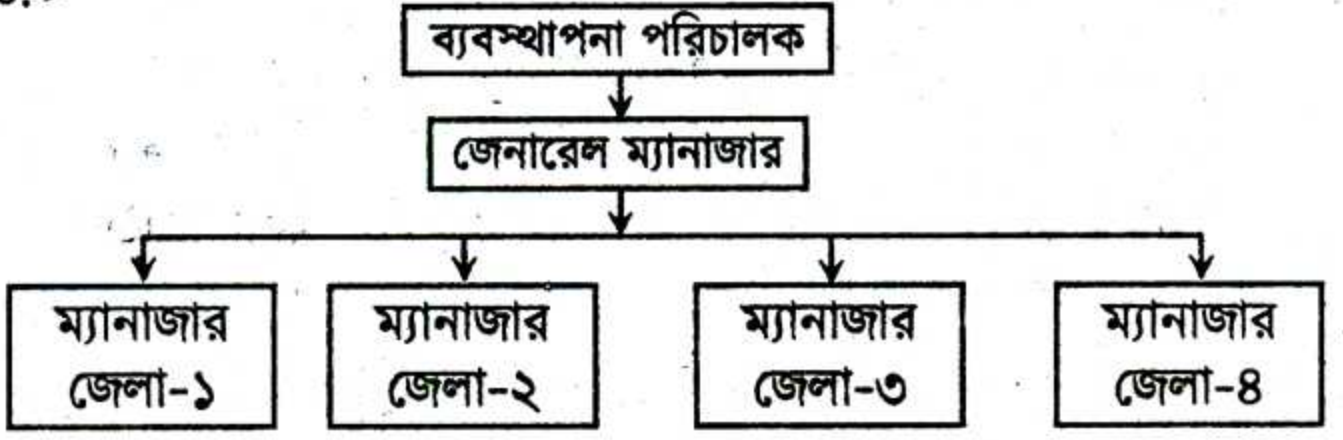 ব্যবস্থাপনা পরিচালক
জেনারেল ম্যানাজার
ম্যানাজার
জেলা-১
ম্যানাজার
জেলা-২
ম্যানাজার
জেলা-৩
ম্যানাজার
জেলা-৪